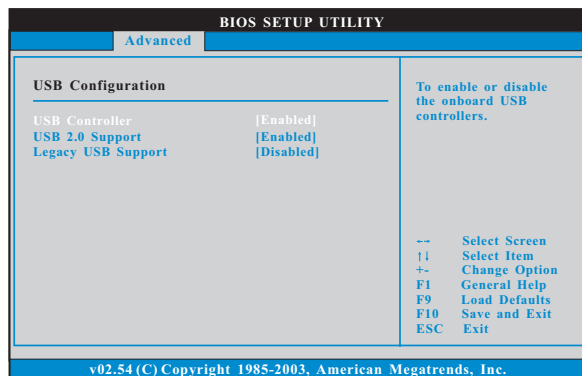 BIOS SETUP UTILITY
Advanced
USB Configuration
USB Controller [Enabled]
USB 2.0 Support [Enabled]
Legacy USB Support [Disabled]
To enable or disable
the onboard USB
controllers.
←→ Select Screen
↑↓ Select Item
+- Change Option
F1 General Help
F9 Load Defaults
F10 Save and Exit
ESC Exit
v02.54 (C) Copyright 1985-2003, American Megatrends, Inc.